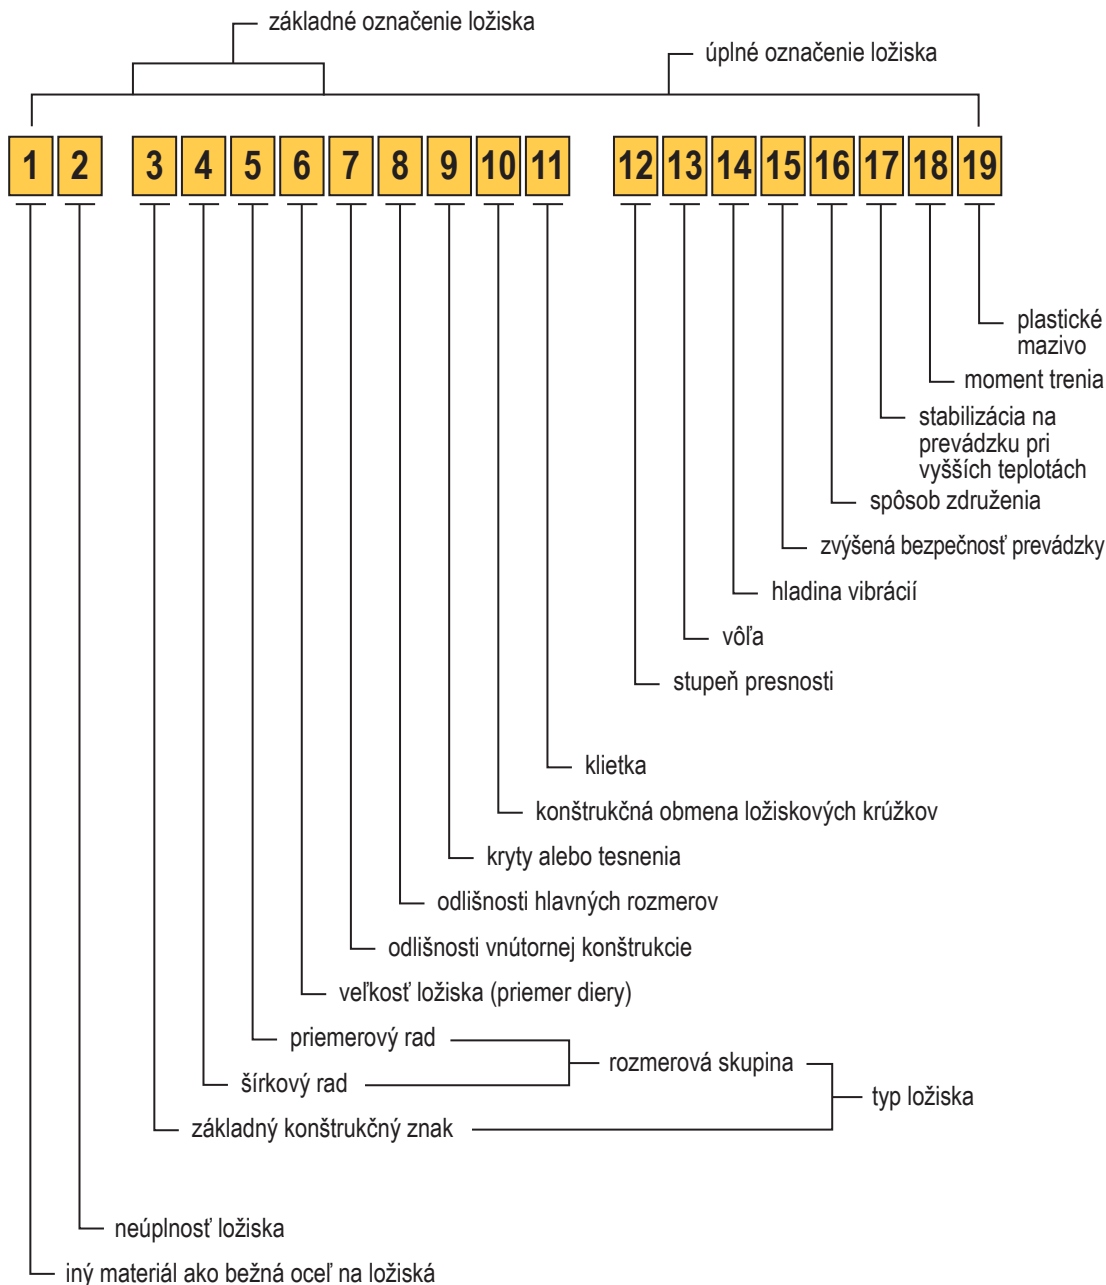 základné označenie ložiska
úplné označenie ložiska
1 2 3 4 5 6 7 8 9 10 11 12 13 14 15 16 17 18 19
plastické
mazivo
moment trenia
stabilizácia na
prevádzku pri
vyšších teplotách
spôsob združenia
zvýšená bezpečnosť prevádzky
hladina vibrácií
vôľa
stupeň presnosti
klietka
konštrukčná obmena ložiskových krúžkov
kryty alebo tesnenia
odlišnosti hlavných rozmerov
odlišnosti vnútornej konštrukcie
veľkosť ložiska (priemer diery)
priemerový rad
rozmerová skupina
šírkový rad
typ ložiska
základný konštrukčný znak
neúplnosť ložiska
iný materiál ako bežná oceľ na ložiská